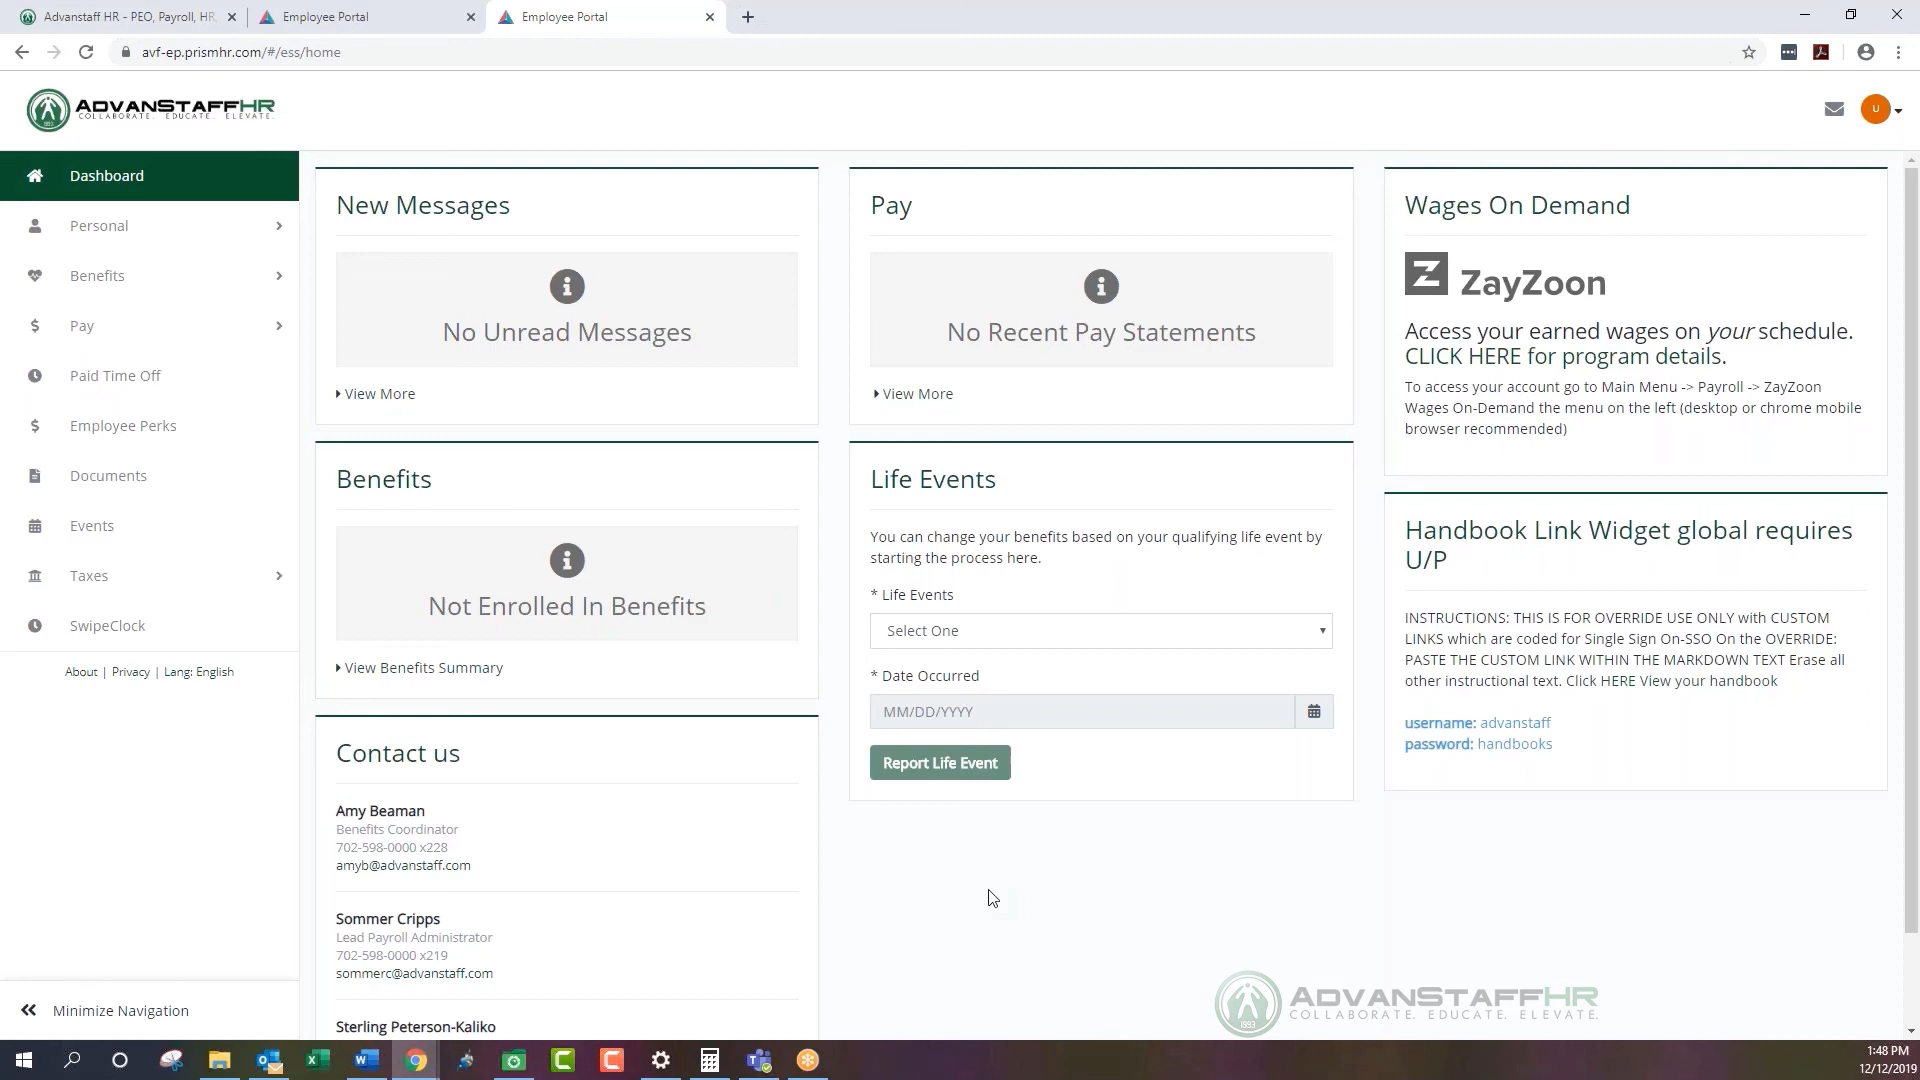 Advanstaff HR - PEO, Payroll, HR,
Employee Portal
Employee Portal
avf-ep.prismhr.com/#/ess/home
ADVANSTAFFHR
COLLABORATE. EDUCATE. ELEVATE.
1993
U
Dashboard
Personal
Benefits
Pay
Paid Time Off
Employee Perks
Documents
Events
Taxes
SwipeClock
About | Privacy | Lang: English
Minimize Navigation
New Messages
No Unread Messages
View More
Benefits
Not Enrolled In Benefits
View Benefits Summary
Contact us
Amy Beaman
Benefits Coordinator
702-598-0000 x228
amyb@advanstaff.com
Sommer Cripps
Lead Payroll Administrator
702-598-0000 x219
sommerc@advanstaff.com
Sterling Peterson-Kaliko
Pay
No Recent Pay Statements
View More
Life Events
You can change your benefits based on your qualifying life event by
starting the process here.
* Life Events
Select One
* Date Occurred
MM/DD/YYYY
Report Life Event
Wages On Demand
Z ZayZoon
Access your earned wages on your schedule.
CLICK HERE for program details.
To access your account go to Main Menu -> Payroll -> ZayZoon
Wages On-Demand the menu on the left (desktop or chrome mobile
browser recommended)
Handbook Link Widget global requires
U/P
INSTRUCTIONS: THIS IS FOR OVERRIDE USE ONLY with CUSTOM
LINKS which are coded for Single Sign On-SSO On the OVERRIDE:
PASTE THE CUSTOM LINK WITHIN THE MARKDOWN TEXT Erase all
other instructional text. Click HERE View your handbook
username: advanstaff
password: handbooks
1993
ADVANSTAFFHR
COLLABORATE. EDUCATE. ELEVATE.
1:48 PM
12/12/2019